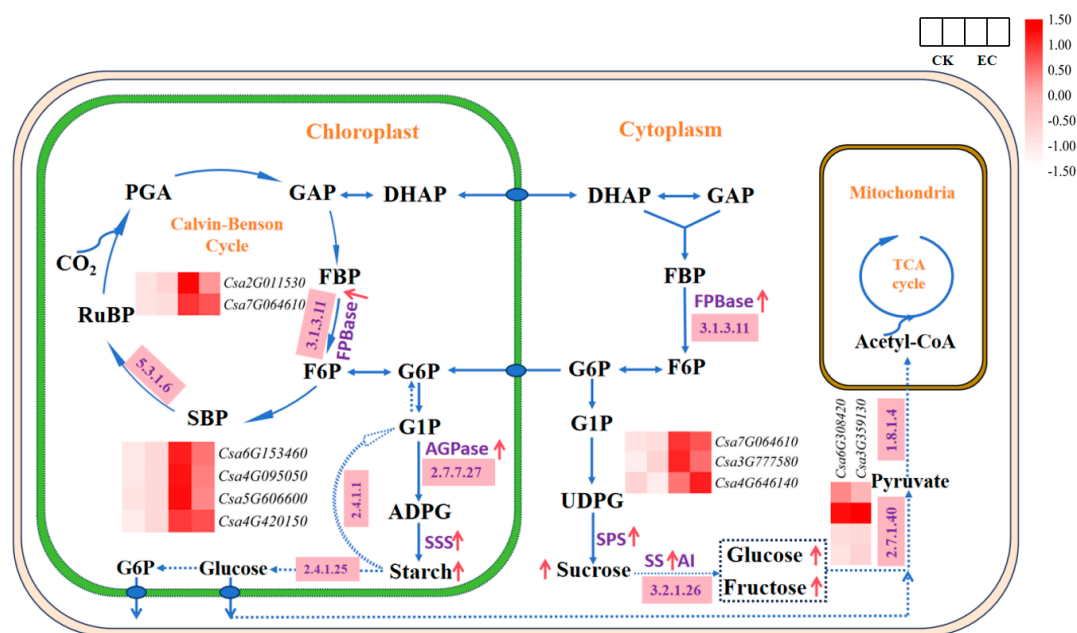 1.50
1.00
0.50
0.00
-0.50
-1.00
-1.50
CK EC
Chloroplast
Cytoplasm
Mitochondria
PGA
GAP
DHAP
DHAP
GAP
Calvin-Benson
Cycle
CO2
RuBP
Csa2G011530
Csa7G064610
FBP
3.1.3.11
FPBase
F6P
5.3.1.6
SBP
G6P
G1P
FBP
FPBase
3.1.3.11
G6P
F6P
G1P
TCA
cycle
Acetyl-CoA
Csa6G153460
Csa4G095050
Csa5G606600
Csa4G420150
AGPase
2.7.7.27
2.4.1.1
ADPG
SSS
Starch
2.4.1.25
Glucose
G6P
Csa7G064610
Csa3G777580
Csa4G646140
UDPG
SPS
Sucrose
SS AI
3.2.1.26
Glucose
Fructose
Csa6G308420
Csa3G359130
1.8.1.4
Pyruvate
2.7.1.40